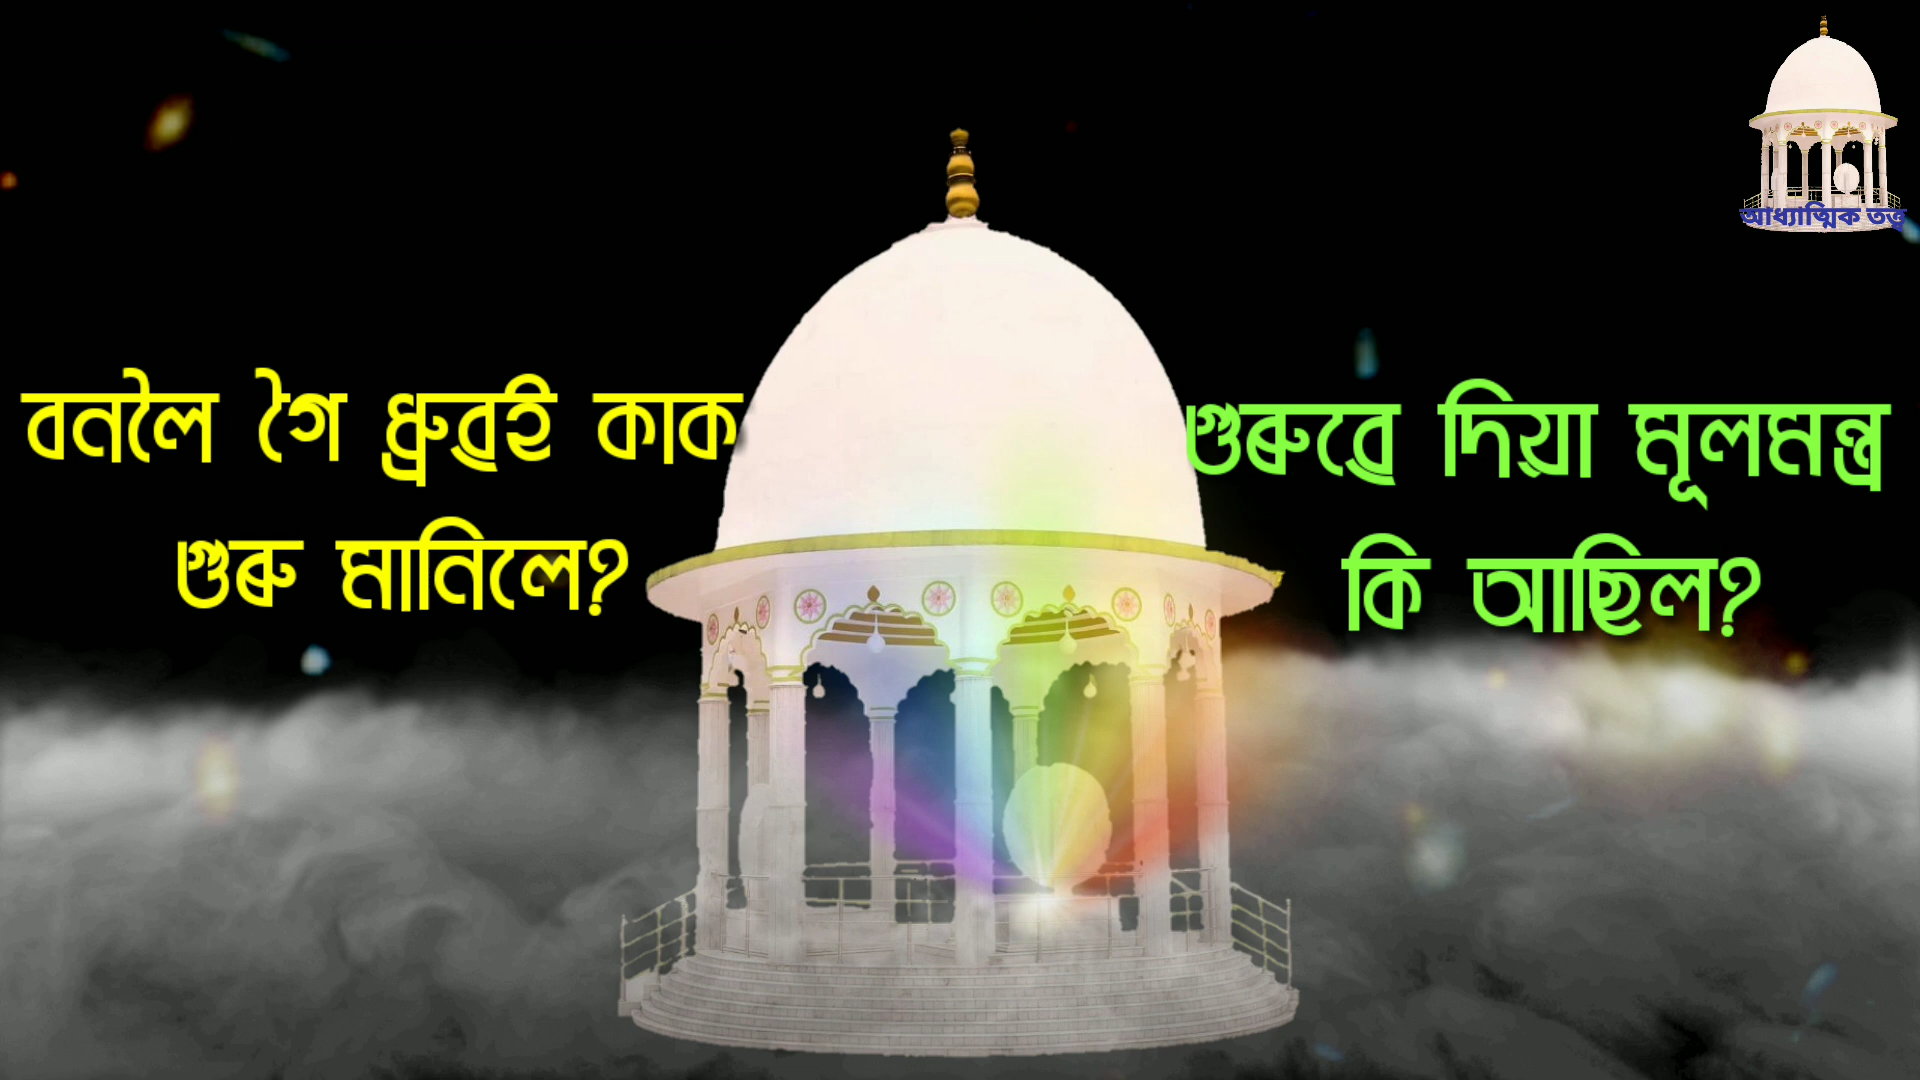 আধ্যাত্মিক তত্ত্ব
বনলৈ গৈ ধ্ৰুৱই কাক
গুৰু মানিলে?
গুৰুৱে দিয়া মূলমন্ত্ৰ
কি আছিল?